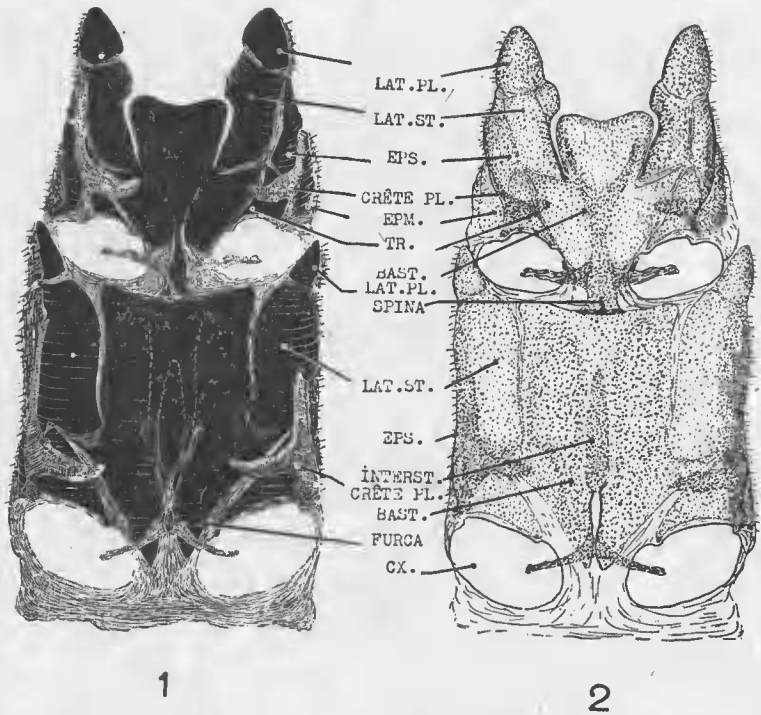 LAT.PL.
LAT.ST.
EPS.
CRÊTE PL.
EPM.
TR.
BAST.
LAT.PL.
SPINA
LAT.ST.
EPS.
İNTERST.
CRÊTE PL.
BAST.
FURCA
CX.
1
2